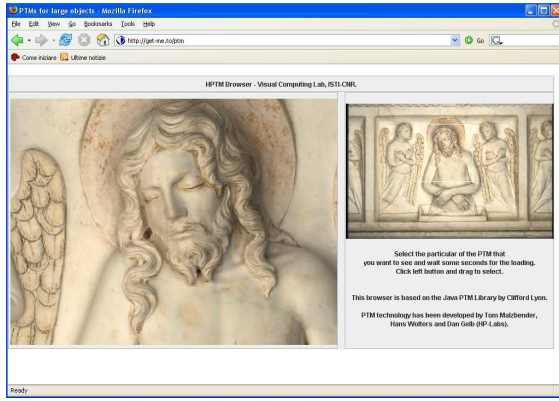 PTMs for large objects - Mozilla Firefox
File Edit View Go Bookmarks Tools Help
http://get-me.to/ptm Go
Come iniziare Ultime notizie
HPTM Browser - Visual Computing Lab, ISTI-CNR.
Select the particular of the PTM that
you want to see and wait some seconds for the loading.
Click left button and drag to select.
This browser is based on the Java PTM Library by Clifford Lyon.
PTM technology has been developed by Tom Malzbender,
Hans Wolters and Dan Gelb (HP-Labs).
Ready